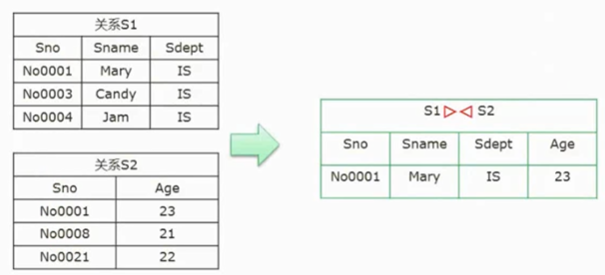 关系S1
Sno Sname Sdept
No0001 Mary IS
No0003 Candy IS
No0004 Jam IS
关系S2
Sno Age
No0001 23
No0008 21
No0021 22
S1 ▷◁ S2
Sno Sname Sdept Age
No0001 Mary IS 23